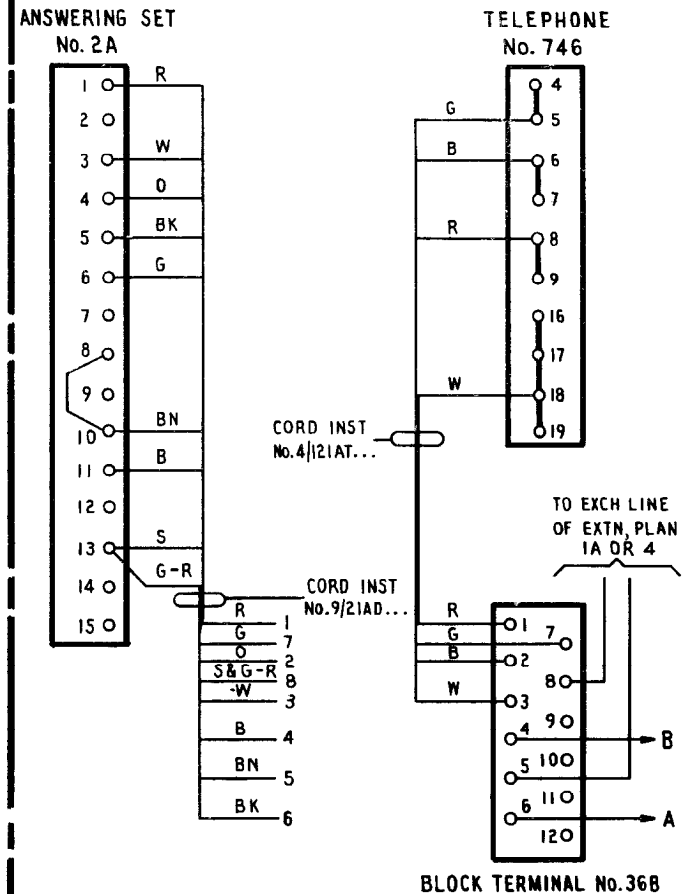 ANSWERING SET
No. 2A
1 R
2
3 W
4 O
5 BK
6 G
7
8
9
10 BN
11 B
12
13 S
G-R
14
15
CORD INST
No.9/21AD...
R 1
G 7
O 2
S&G-R 8
-W 3
B 4
BN 5
BK 6
TELEPHONE
No. 746
4
G 5
B 6
7
R 8
9
16
17
W 18
19
CORD INST
No.4/121AT...
TO EXCH LINE
OF EXTN, PLAN
1A OR 4
R 1
G 7
B 2
8
W 3
9
4 B
10
5
11
6 A
12
BLOCK TERMINAL No.36B